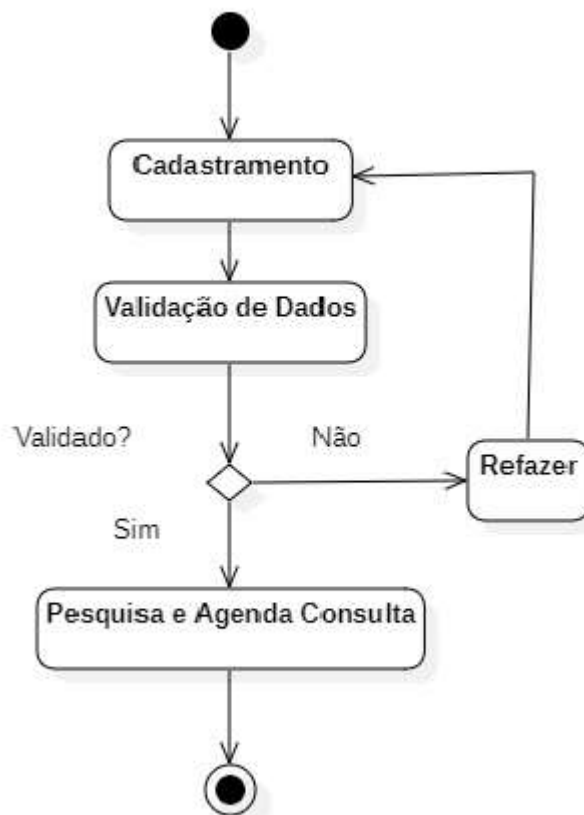 Cadastramento
Validação de Dados
Validado?
Não
Refazer
Sim
Pesquisa e Agenda Consulta